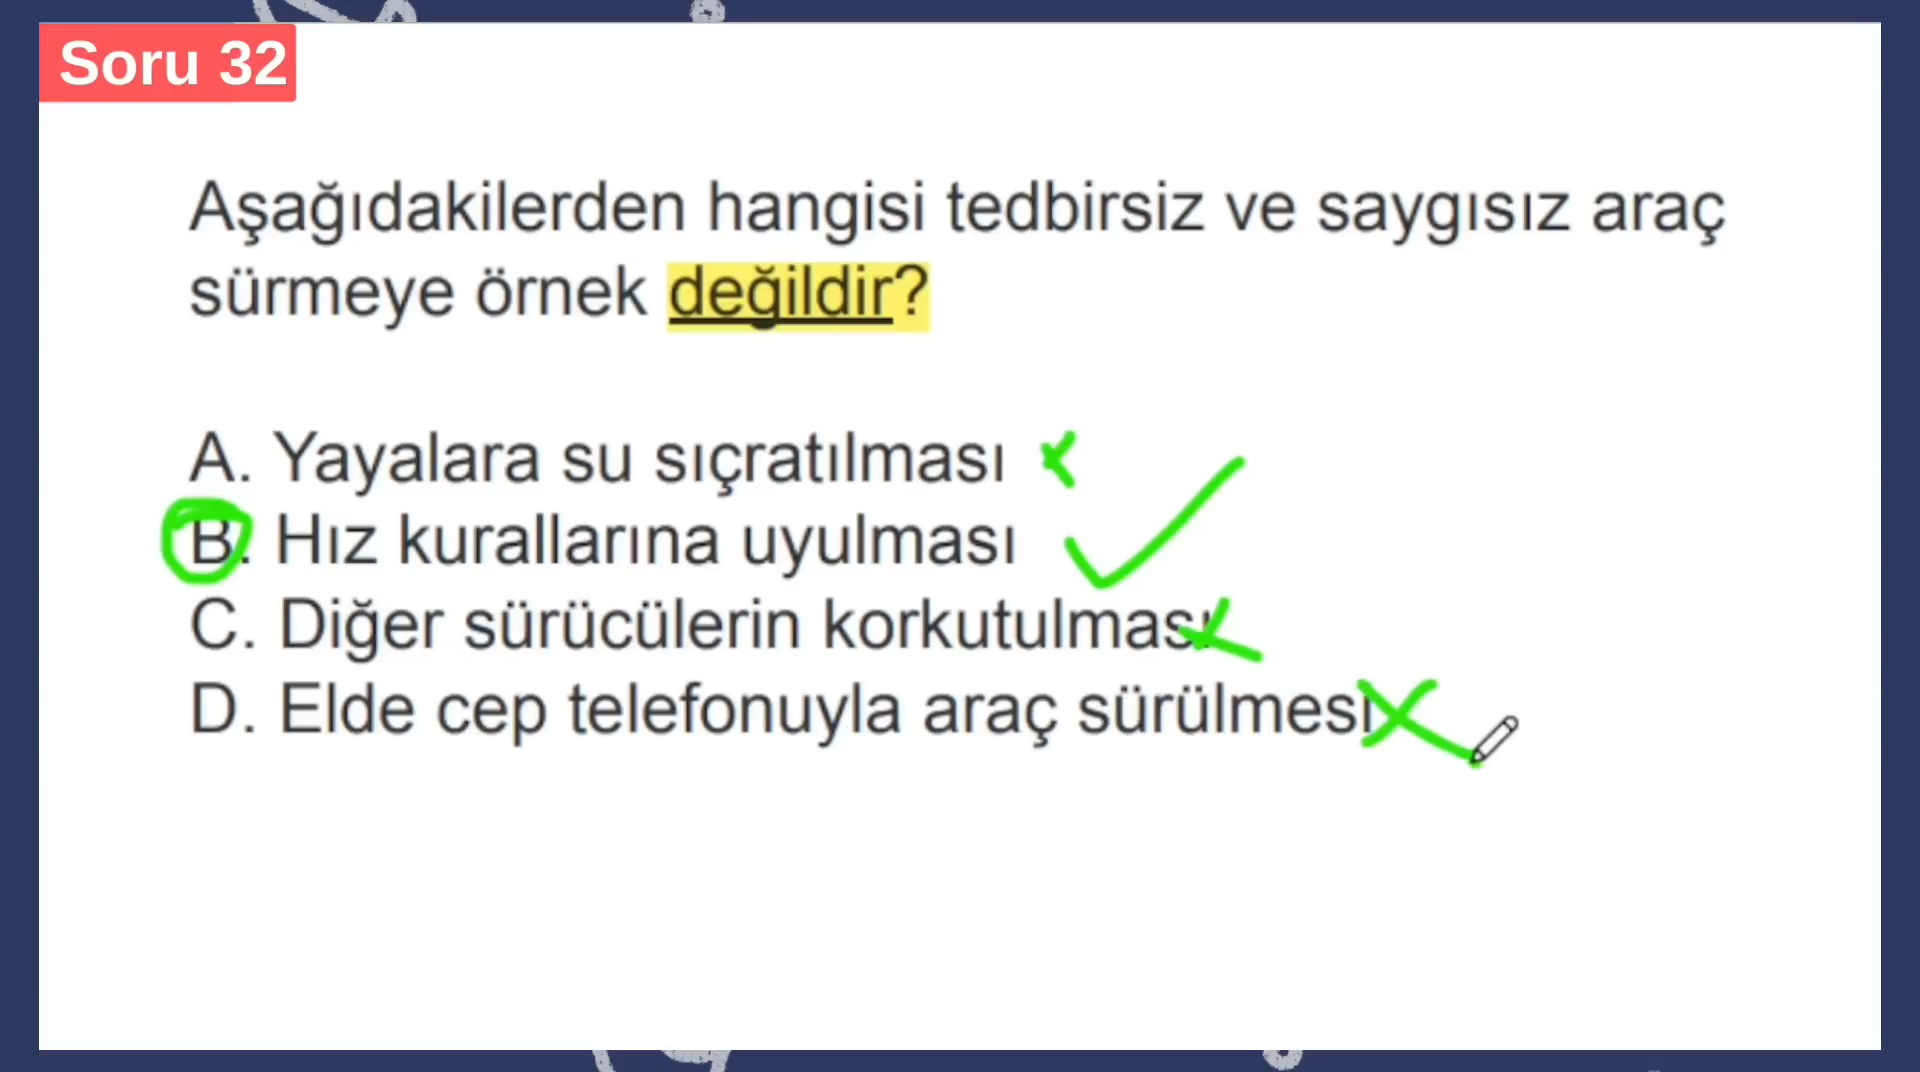 Soru 32
Aşağıdakilerden hangisi tedbirsiz ve saygısız araç
sürmeye örnek değildir?
A. Yayalara su sıçratılması
B. Hız kurallarına uyulması
C. Diğer sürücülerin korkutulması
D. Elde cep telefonuyla araç sürülmesi